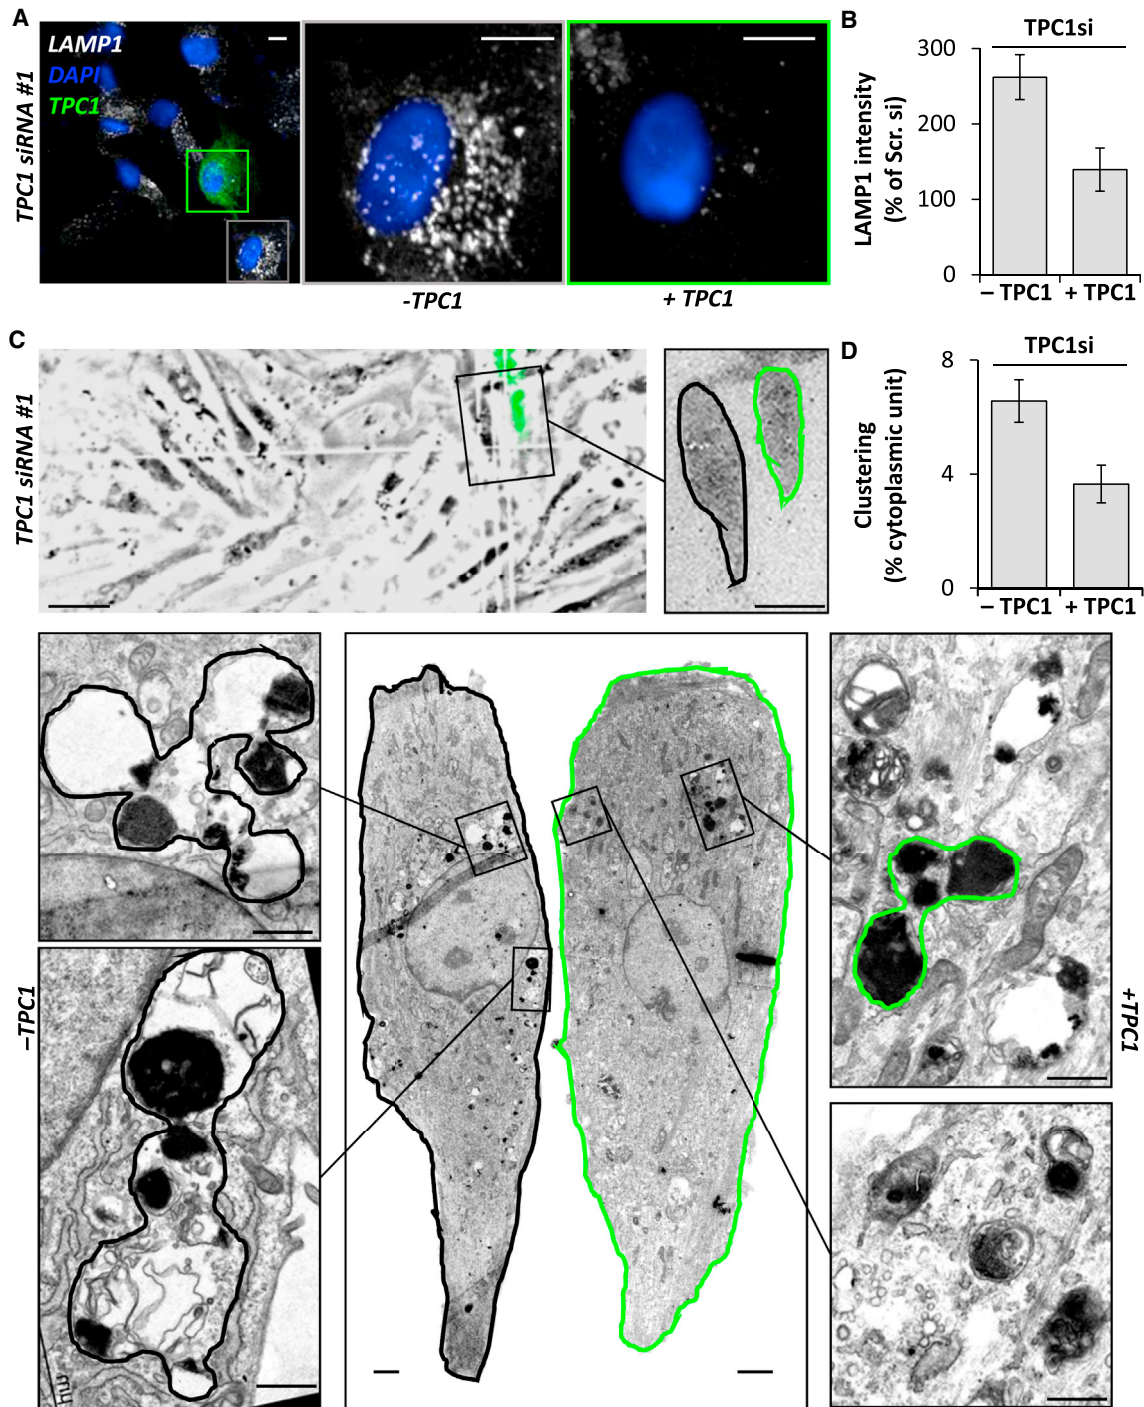 A
TPC1 siRNA #1
LAMP1
DAPI
TPC1
-TPC1
+ TPC1
B
TPC1si
LAMP1 intensity
(% of Scr. si)
300
200
100
0
– TPC1 + TPC1
C
TPC1 siRNA #1
D
TPC1si
Clustering
(% cytoplasmic unit)
8
4
0
– TPC1 + TPC1
–TPC1
+TPC1